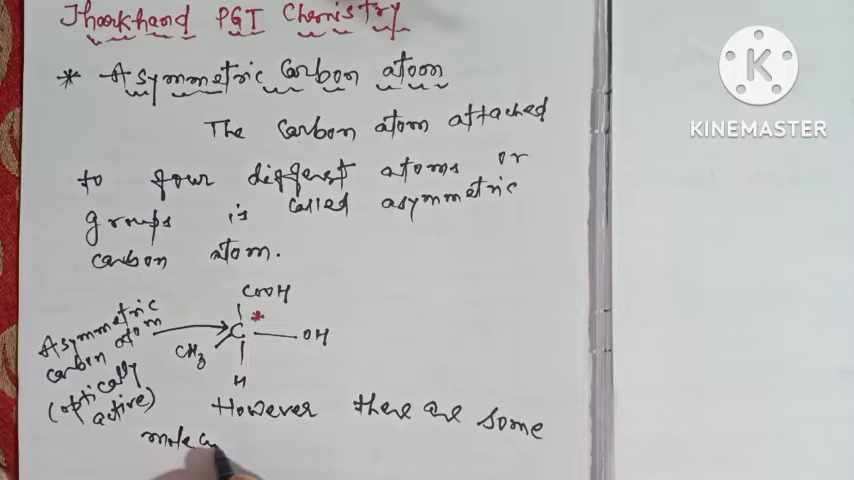 Jharkhand PGT Chemistry
* Asymmetric carbon atom
The carbon atom attached
to four different atoms or
groups is called asymmetric
carbon atom.
COOH
Asymmetric
carbon atom
(optically
active)
C *
CH3
OH
H
However there are some
molecu
KINEMASTER